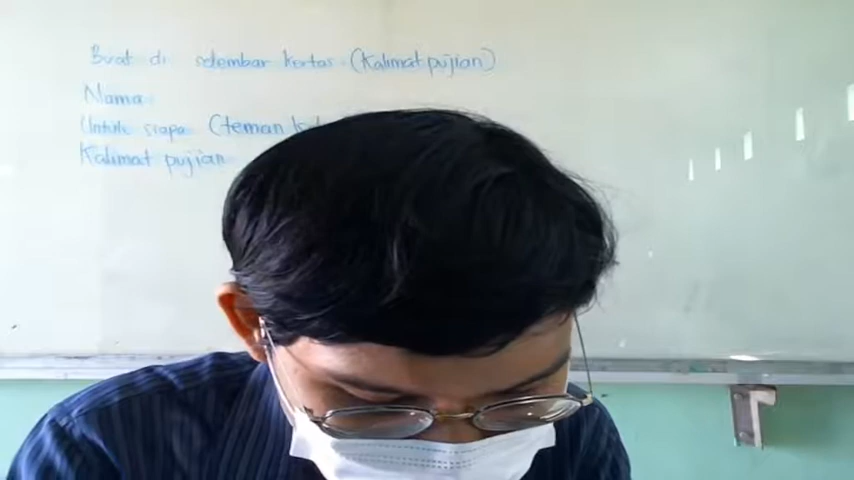 Buat di selembar kertas (Kalimat pujian)
Nama
Untuk siapa (teman
Kalimat pujian